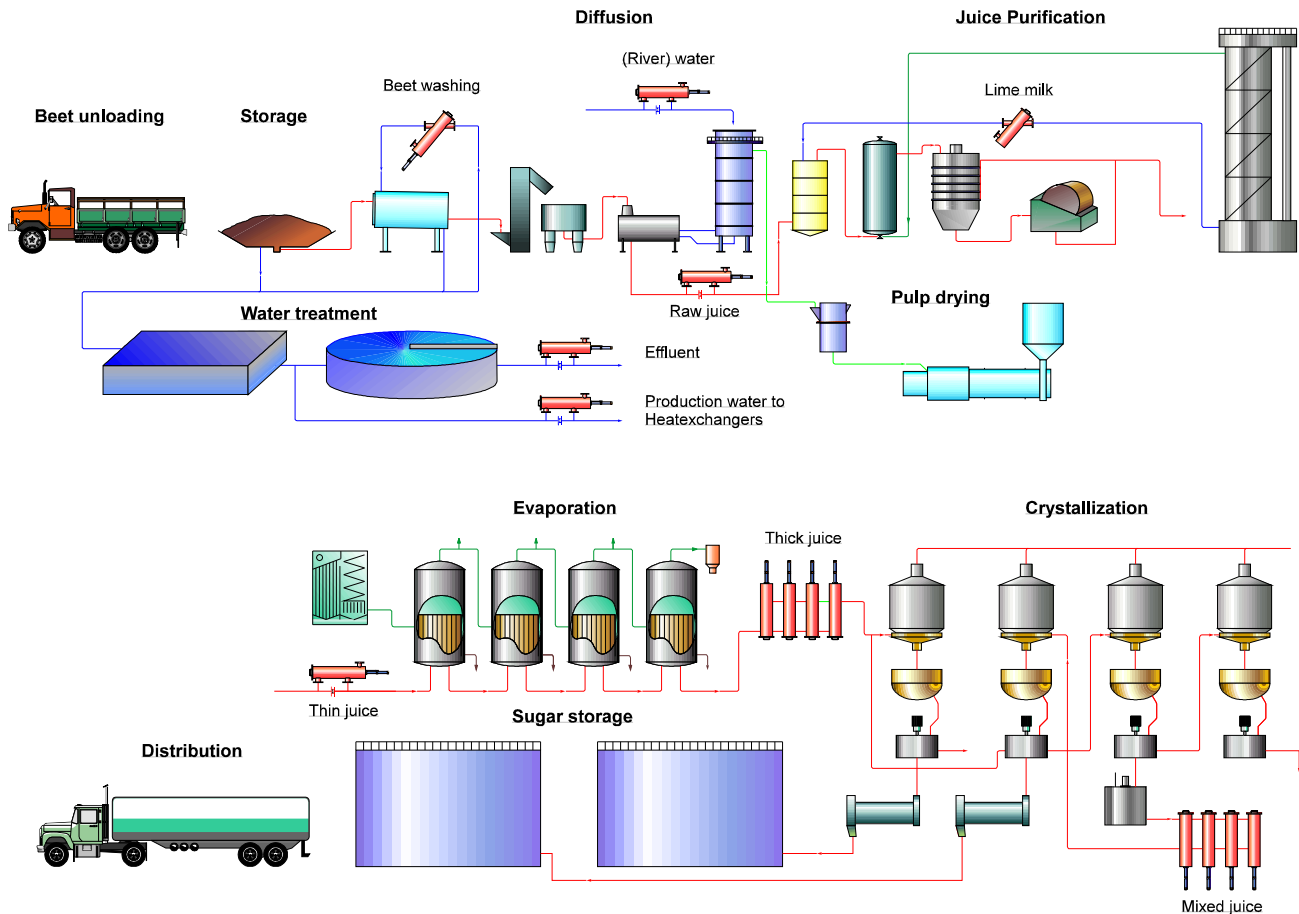 Diffusion
Juice Purification
(River) water
Beet washing
Lime milk
Beet unloading
Storage
Raw juice
Pulp drying
Water treatment
Effluent
Production water to
Heatexchangers
Evaporation
Crystallization
Thick juice
Thin juice
Sugar storage
Distribution
Mixed juice